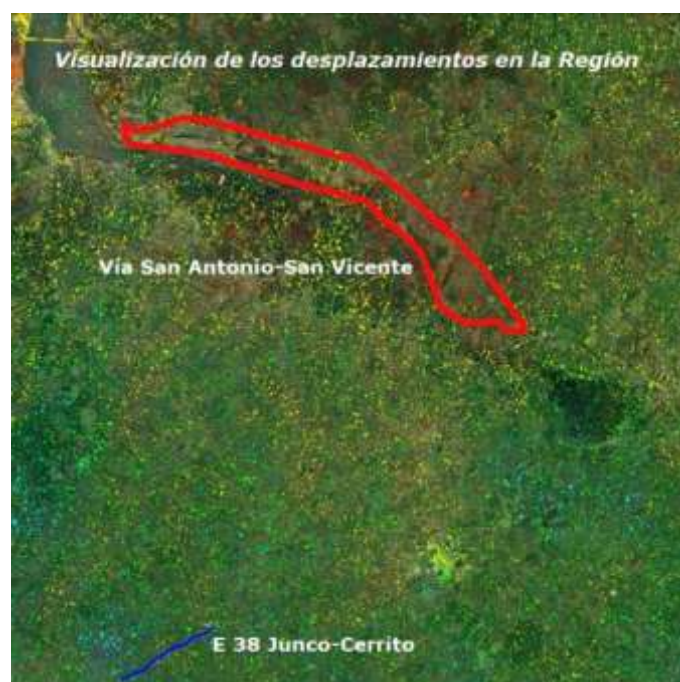 Visualización de los desplazamientos en la Región
Vía San Antonio-San Vicente
E 38 Junco-Cerrito